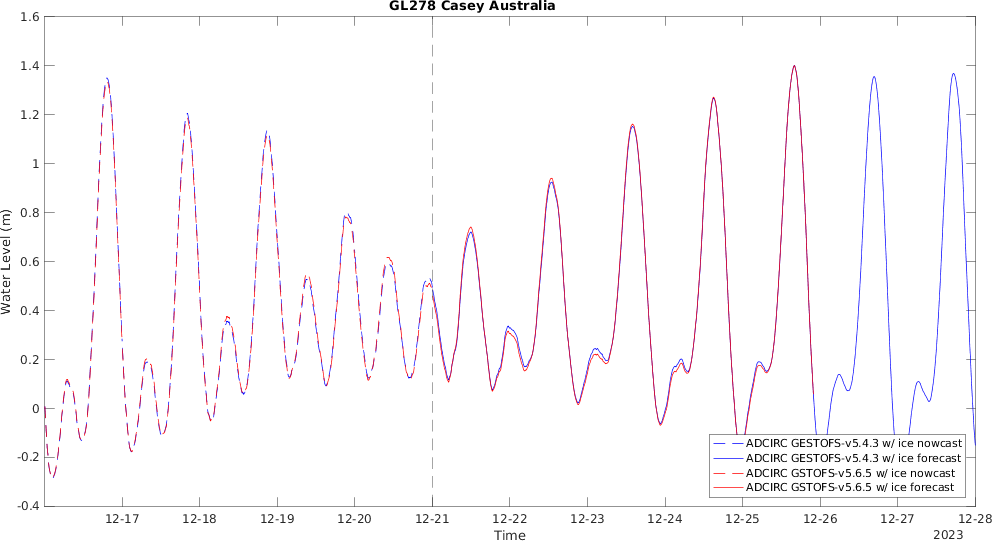 GL278 Casey Australia
1.6
1.4
1.2
1
0.8
0.6
0.4
0.2
0
-0.2
-0.4
Water Level (m)
ADCIRC GESTOFS-v5.4.3 w/ ice nowcast
ADCIRC GESTOFS-v5.4.3 w/ ice forecast
ADCIRC GSTOFS-v5.6.5 w/ ice nowcast
ADCIRC GSTOFS-v5.6.5 w/ ice forecast
12-17 12-18 12-19 12-20 12-21 12-22 12-23 12-24 12-25 12-26 12-27 12-28
Time
2023